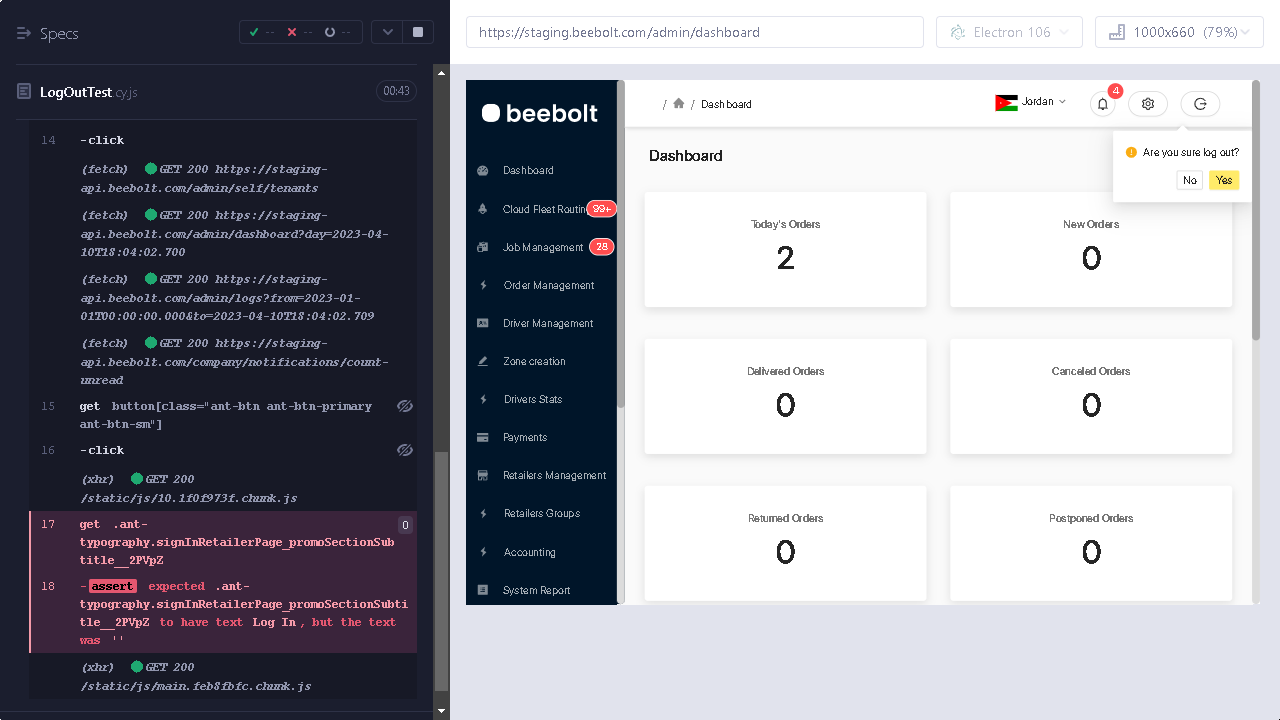 Specs
-- -- --
LogOutTest.cy.js 00:43
14 -click
(fetch) GET 200 https://staging-
api.beebolt.com/admin/self/tenants
(fetch) GET 200 https://staging-
api.beebolt.com/admin/dashboard?day=2023-04-
10T18:04:02.700
(fetch) GET 200 https://staging-
api.beebolt.com/admin/logs?from=2023-01-
01T00:00:00.000&to=2023-04-10T18:04:02.709
(fetch) GET 200 https://staging-
api.beebolt.com/company/notifications/count-
unread
15 get button[class="ant-btn ant-btn-primary
ant-btn-sm"]
16 -click
(xhr) GET 200
/static/js/10.1f0f973f.chunk.js
17 get .ant- 0
typography.signInRetailerPage_promoSectionSub
title__2PVpZ
18 -assert expected .ant-
typography.signInRetailerPage_promoSectionSubti
tle__2PVpZ to have text Log In, but the text
was ''
(xhr) GET 200
/static/js/main.feb8fbfc.chunk.js
https://staging.beebolt.com/admin/dashboard
Electron 106
1000x660 (79%)
beebolt
Dashboard
Cloud Fleet Routin 99+
Job Management 28
Order Management
Driver Management
Zone creation
Drivers Stats
Payments
Retailers Management
Retailers Groups
Accounting
System Report
/ / Dashboard
Jordan
4
Are you sure log out?
No Yes
Dashboard
Today's Orders
2
New Orders
0
Delivered Orders
0
Canceled Orders
0
Returned Orders
0
Postponed Orders
0